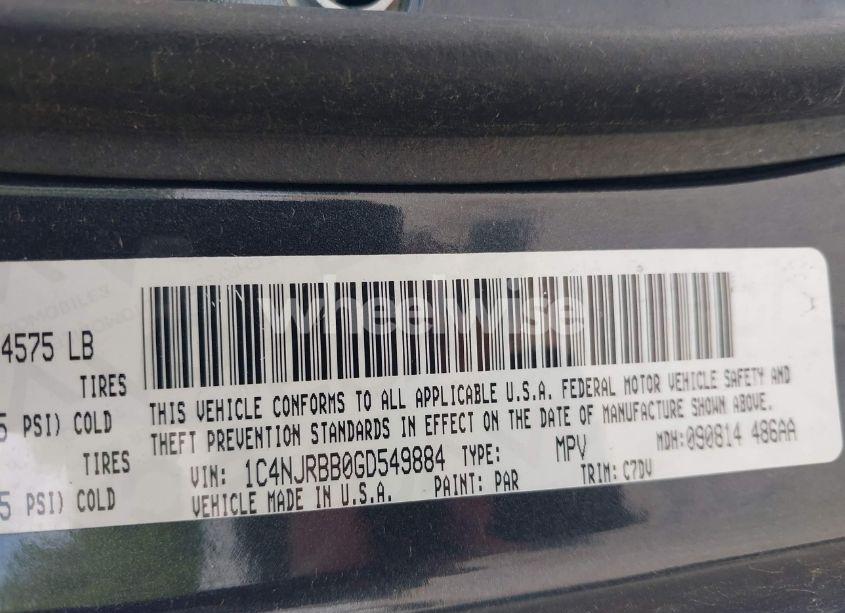 wheelwise
4575 LB
TIRES
5 PSI) COLD
TIRES
5 PSI) COLD
THIS VEHICLE CONFORMS TO ALL APPLICABLE U.S.A. FEDERAL MOTOR VEHICLE SAFETY AND
THEFT PREVENTION STANDARDS IN EFFECT ON THE DATE OF MANUFACTURE SHOWN ABOVE.
VIN: 1C4NJRBB0GD549884 TYPE: MPV MDH: 090814 486AA
VEHICLE MADE IN U.S.A. PAINT: PAR TRIM: C7DV